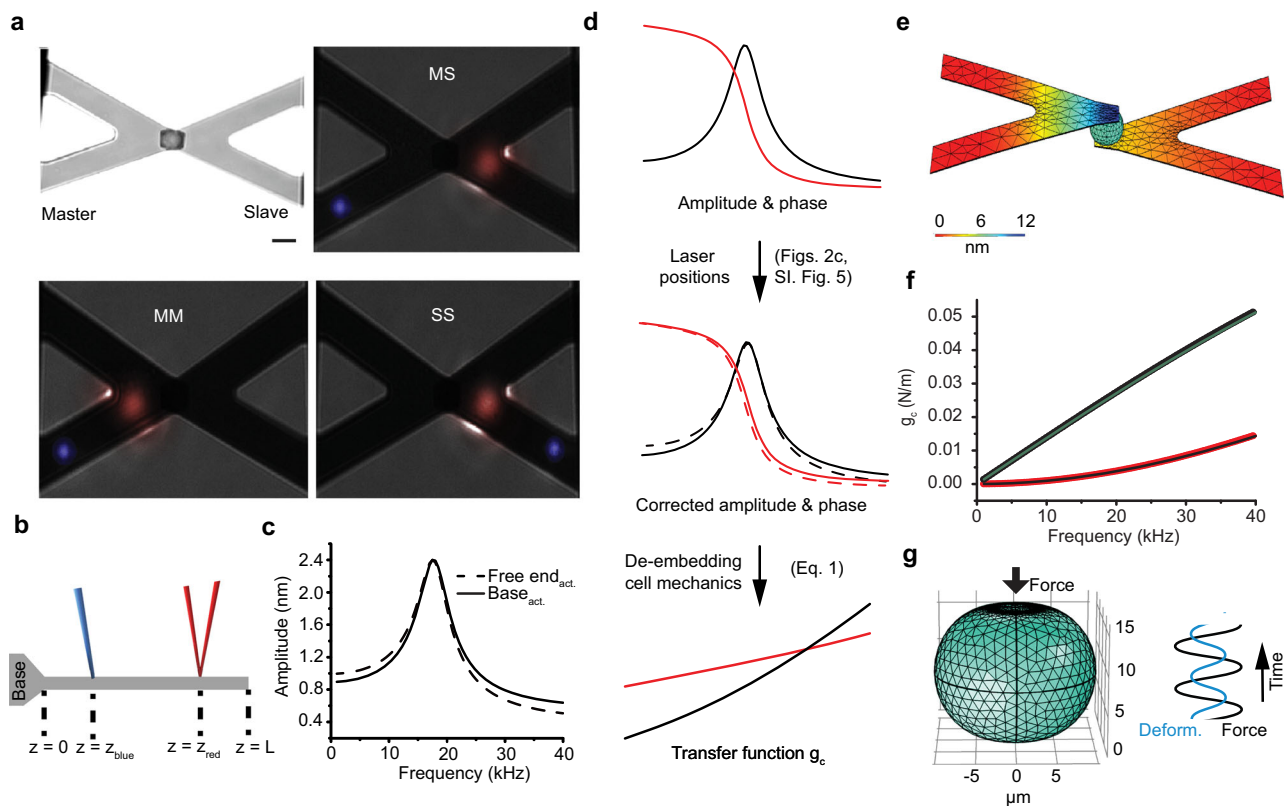 a
Master
Slave
MS
MM
SS
b
Base
z = 0
z = z_blue
z = z_red
z = L
c
Amplitude (nm)
2.4
2.0
1.6
1.2
0.8
0.4
Free end_act.
Base_act.
0
10
20
30
40
Frequency (kHz)
d
Amplitude & phase
Laser
positions
(Figs. 2c,
SI. Fig. 5)
Corrected amplitude & phase
De-embedding
cell mechanics
(Eq. 1)
Transfer function g_c
e
0 6 12
nm
f
g_c (N/m)
0.05
0.04
0.03
0.02
0.01
0.00
0 10 20 30 40
Frequency (kHz)
g
Force
15
10
5
0
-5 0 5
μm
Time
Deform. Force